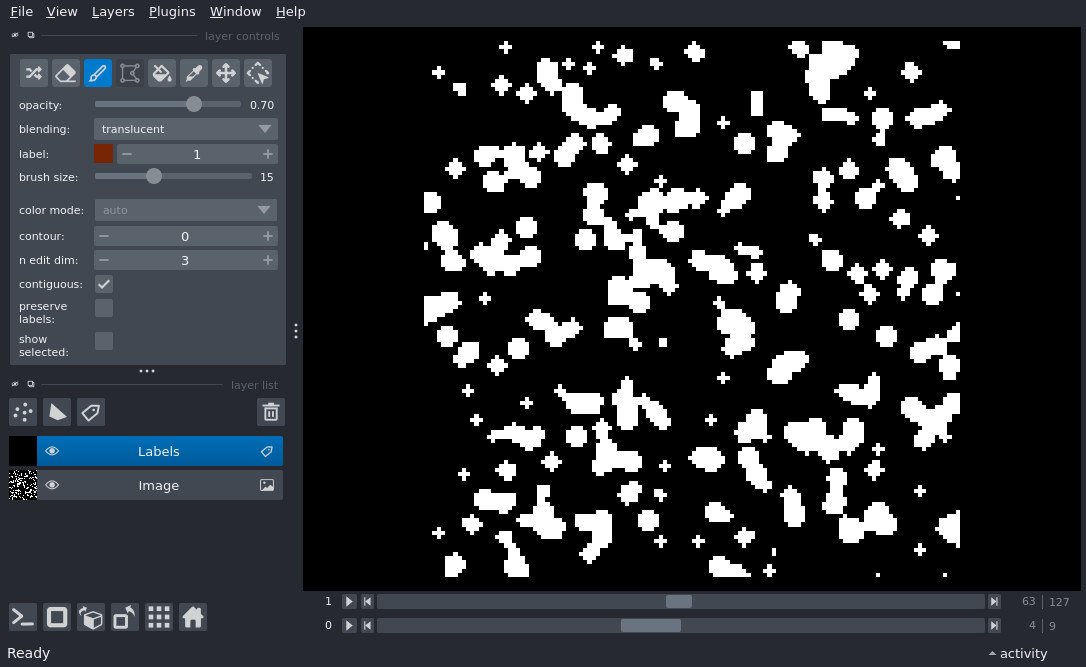 File View Layers Plugins Window Help
layer controls
opacity: 0.70
blending: translucent
label: 1
brush size: 15
color mode: auto
contour: 0
n edit dim: 3
contiguous:
preserve
labels:
show
selected:
layer list
Labels
Image
1 63 127
0 4 9
Ready activity